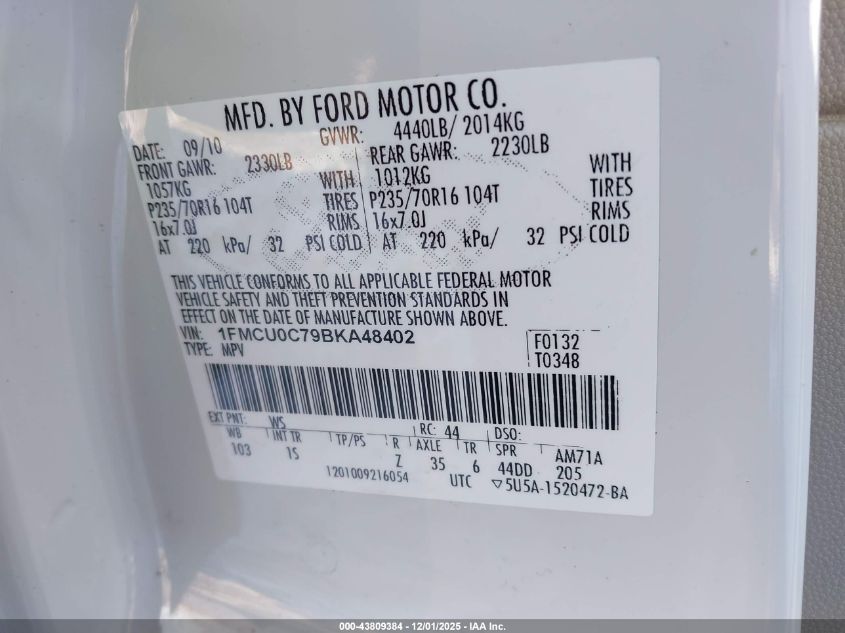 MFD. BY FORD MOTOR CO.
DATE: 09/10 GVWR: 4440LB/ 2014KG
FRONT GAWR: 2330LB REAR GAWR: 2230LB
1057KG WITH 1012KG WITH
P235/70R16 104T TIRES P235/70R16 104T TIRES
16x7.0J RIMS 16x7.0J RIMS
AT 220 kPa/ 32 PSI COLD AT 220 kPa/ 32 PSI COLD
THIS VEHICLE CONFORMS TO ALL APPLICABLE FEDERAL MOTOR
VEHICLE SAFETY AND THEFT PREVENTION STANDARDS IN
EFFECT ON THE DATE OF MANUFACTURE SHOWN ABOVE.
VIN: 1FMCU0C79BKA48402 F0132
TYPE: MPV T0348
EXT PNT: WS RC: 44 DSO:
WB INT TR TP/PS R AXLE TR SPR AM71A
103 IS Z 35 6 44DD 205
1201009216054 UTC ▽5U5A-1520472-BA
000-43809384 - 12/01/2025 - IAA Inc.